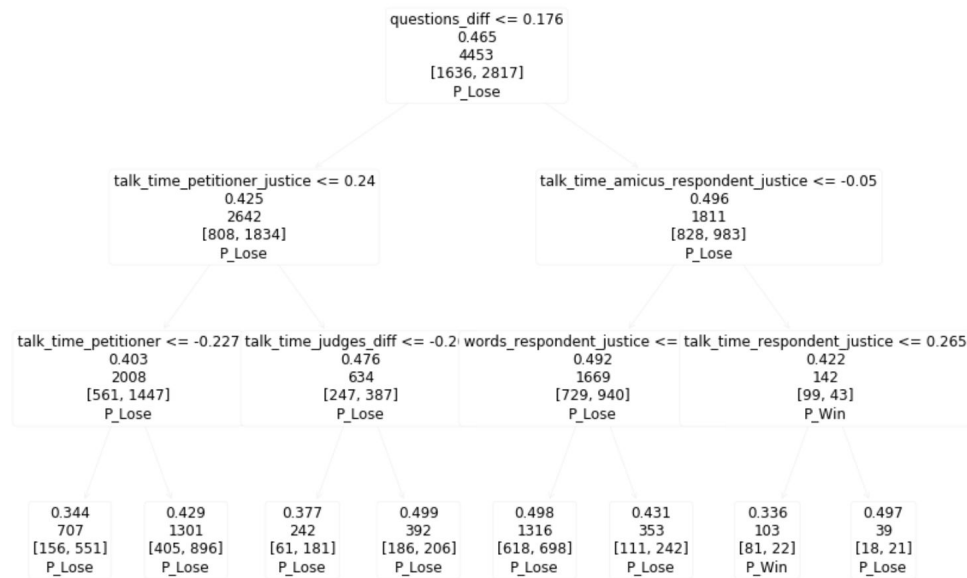 questions_diff <= 0.176
0.465
4453
[1636, 2817]
P_Lose
talk_time_petitioner_justice <= 0.24
0.425
2642
[808, 1834]
P_Lose
talk_time_amicus_respondent_justice <= -0.05
0.496
1811
[828, 983]
P_Lose
talk_time_petitioner <= -0.227
0.403
2008
[561, 1447]
P_Lose
talk_time_judges_diff <=
0.476
634
[247, 387]
P_Lose
words_respondent_justice <=
0.492
1669
[729, 940]
P_Lose
talk_time_respondent_justice <= 0.265
0.422
142
[99, 43]
P_Win
0.344
707
[156, 551]
P_Lose
0.429
1301
[405, 896]
P_Lose
0.377
242
[61, 181]
P_Lose
0.499
392
[186, 206]
P_Lose
0.498
1316
[618, 698]
P_Lose
0.431
353
[111, 242]
P_Lose
0.336
103
[81, 22]
P_Win
0.497
39
[18, 21]
P_Lose